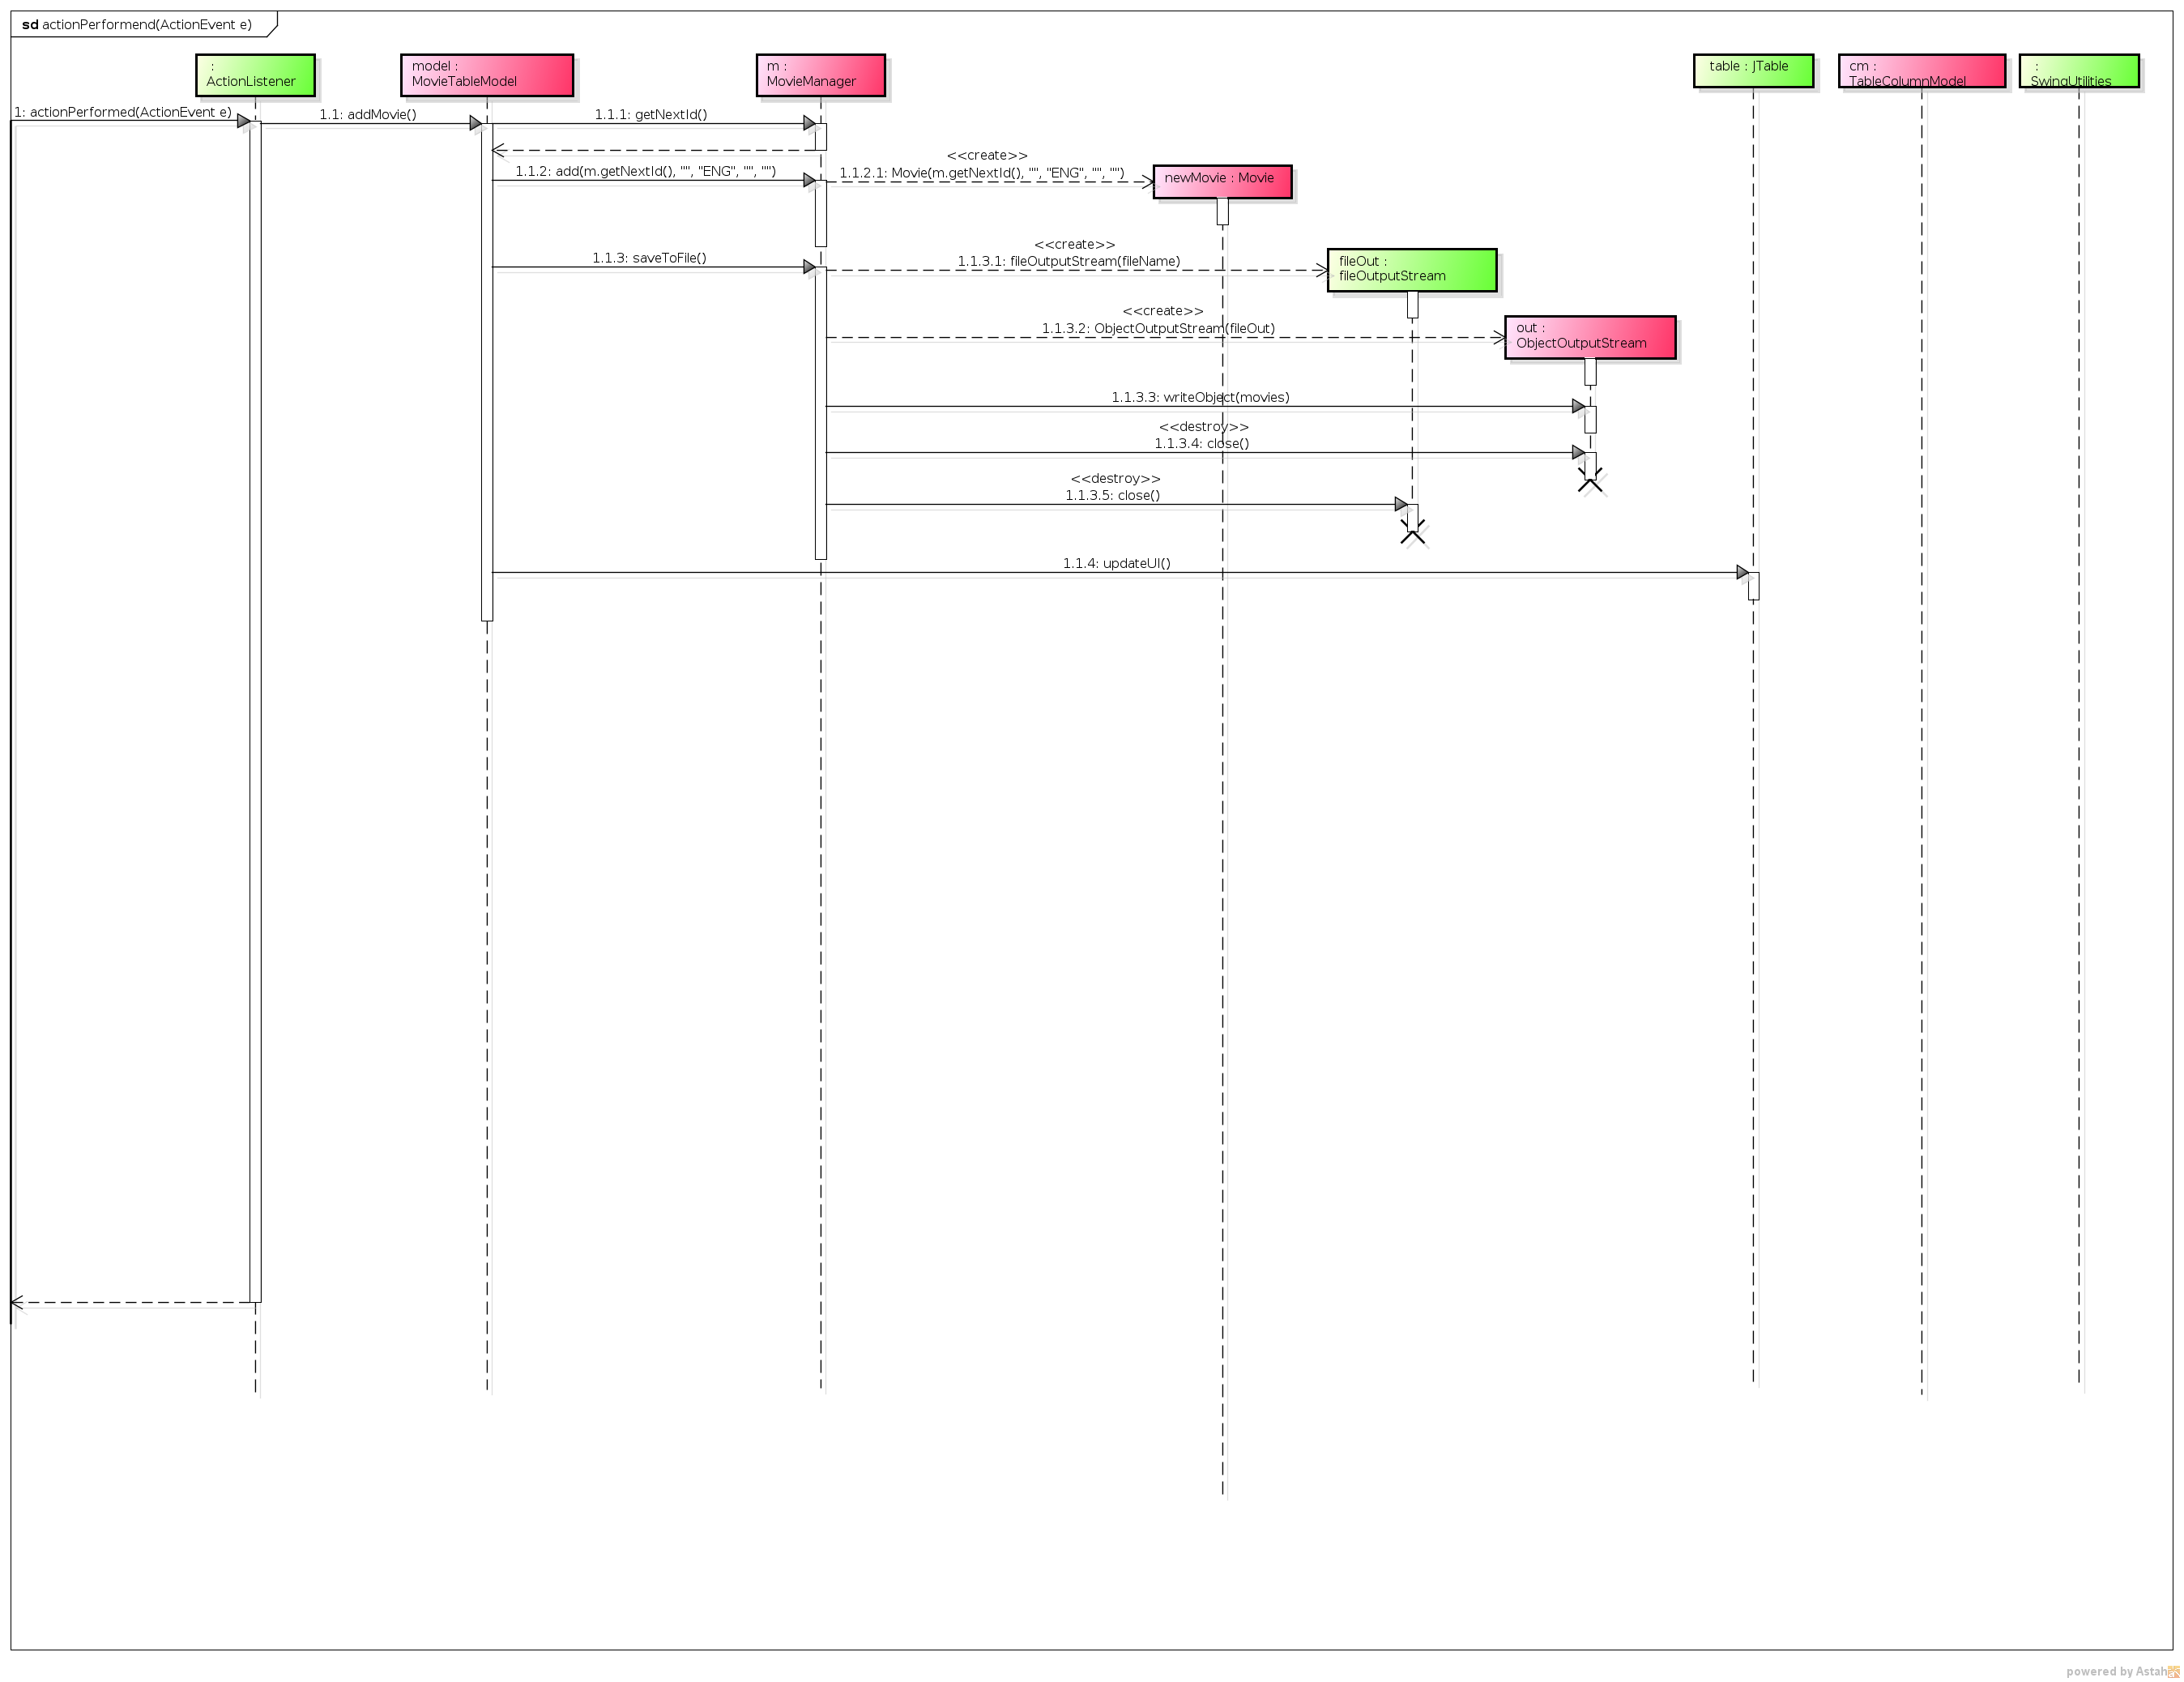 sd actionPerformend(ActionEvent e)
:
ActionListener
model :
MovieTableModel
m :
MovieManager
table : JTable
cm :
TableColumnModel
:
SwingUtilities
1: actionPerformed(ActionEvent e)
1.1: addMovie()
1.1.1: getNextId()
<<create>>
1.1.2: add(m.getNextId(), "", "ENG", "", "")
1.1.2.1: Movie(m.getNextId(), "", "ENG", "", "")
newMovie : Movie
<<create>>
1.1.3: saveToFile()
1.1.3.1: fileOutputStream(fileName)
fileOut :
fileOutputStream
<<create>>
1.1.3.2: ObjectOutputStream(fileOut)
out :
ObjectOutputStream
1.1.3.3: writeObject(movies)
<<destroy>>
1.1.3.4: close()
<<destroy>>
1.1.3.5: close()
1.1.4: updateUI()
powered by Astah